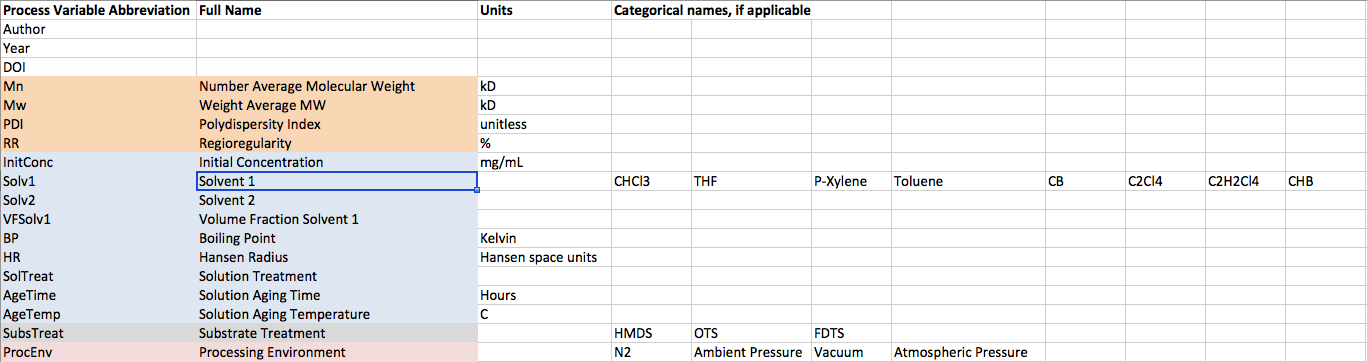 Process Variable Abbreviation Full Name Units Categorical names, if applicable
Author
Year
DOI
Mn Number Average Molecular Weight kD
Mw Weight Average MW kD
PDI Polydispersity Index unitless
RR Regioregularity %
InitConc Initial Concentration mg/mL
Solv1 Solvent 1 CHCl3 THF P-Xylene Toluene CB C2Cl4 C2H2Cl4 CHB
Solv2 Solvent 2
VFSolv1 Volume Fraction Solvent 1
BP Boiling Point Kelvin
HR Hansen Radius Hansen space units
SolTreat Solution Treatment
AgeTime Solution Aging Time Hours
AgeTemp Solution Aging Temperature C
SubsTreat Substrate Treatment HMDS OTS FDTS
ProcEnv Processing Environment N2 Ambient Pressure Vacuum Atmospheric Pressure